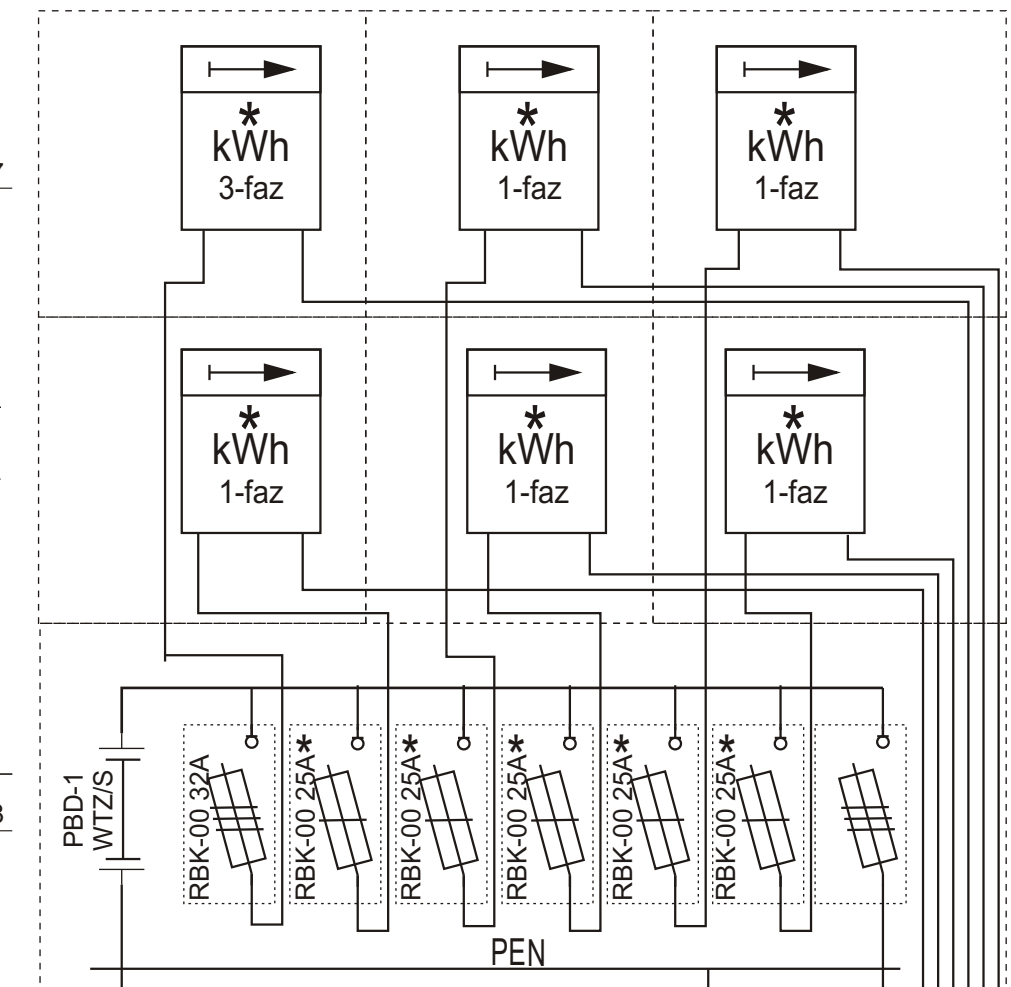 *
kWh
3-faz
*
kWh
1-faz
*
kWh
1-faz
*
kWh
1-faz
*
kWh
1-faz
*
kWh
1-faz
PBD-1
WTZ/S
RBK-00 32A
RBK-00 25A*
RBK-00 25A*
RBK-00 25A*
RBK-00 25A*
RBK-00 25A*
PEN